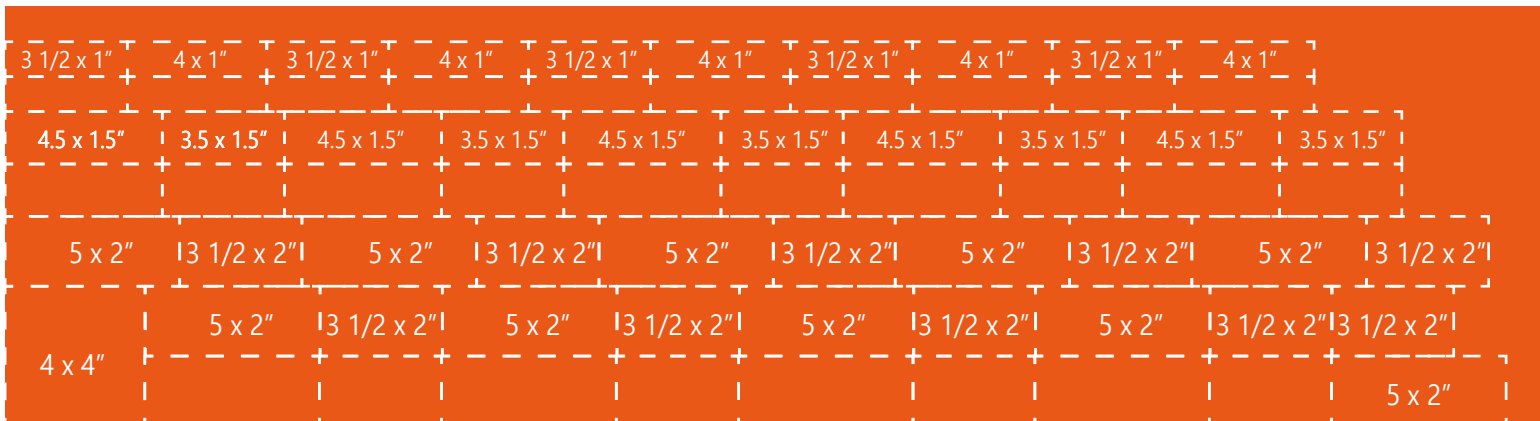 3 1/2 x 1" 4 x 1" 3 1/2 x 1" 4 x 1" 3 1/2 x 1" 4 x 1" 3 1/2 x 1" 4 x 1" 3 1/2 x 1" 4 x 1"
4.5 x 1.5" 3.5 x 1.5" 4.5 x 1.5" 3.5 x 1.5" 4.5 x 1.5" 3.5 x 1.5" 4.5 x 1.5" 3.5 x 1.5" 4.5 x 1.5" 3.5 x 1.5"
5 x 2" 3 1/2 x 2" 5 x 2" 3 1/2 x 2" 5 x 2" 3 1/2 x 2" 5 x 2" 3 1/2 x 2" 5 x 2" 3 1/2 x 2"
5 x 2" 3 1/2 x 2" 5 x 2" 3 1/2 x 2" 5 x 2" 3 1/2 x 2" 5 x 2" 3 1/2 x 2" 3 1/2 x 2"
4 x 4"
5 x 2"